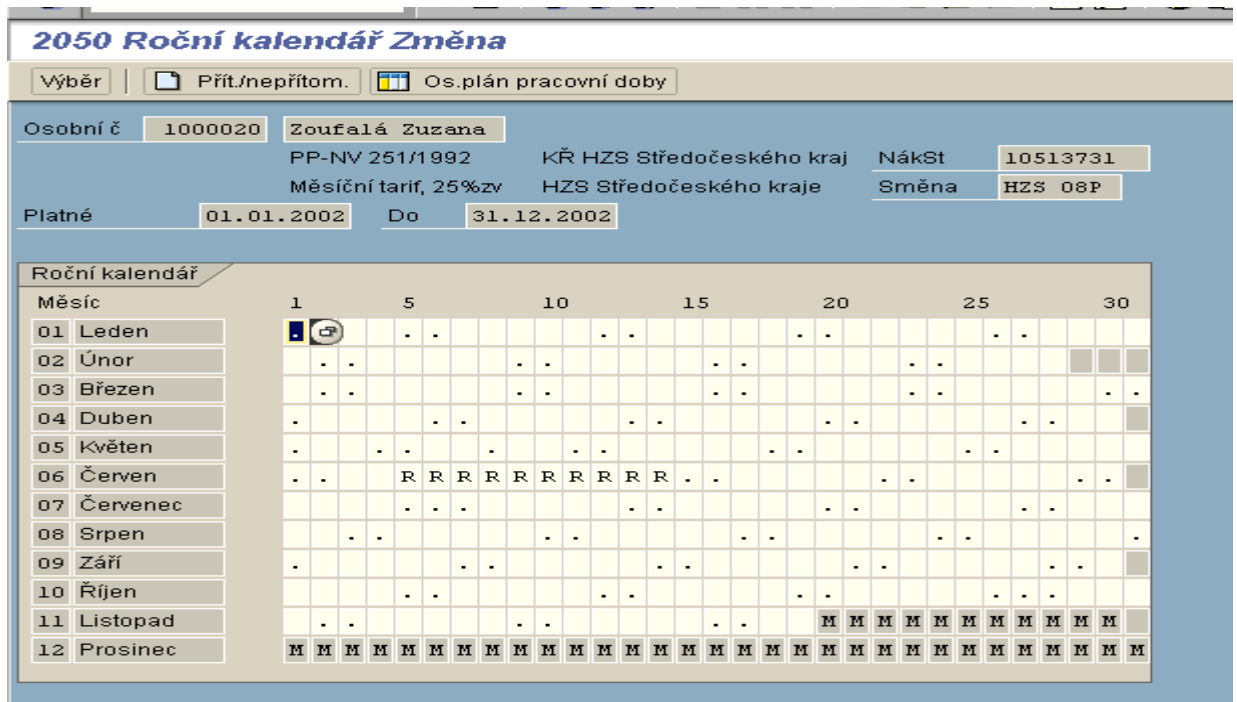 2050 Roční kalendář Změna
Výběr Přít./nepřítom. Os.plán pracovní doby
Osobní č 1000020 Zoufalá Zuzana
PP-NV 251/1992 KŘ HZS Středočeského kraj NákSt 10513731
Měsíční tarif, 25%zv HZS Středočeského kraje Směna HZS 08P
Platné 01.01.2002 Do 31.12.2002
Roční kalendář
Měsíc 1 5 10 15 20 25 30
01 Leden . . . . . . . . .
02 Únor . . . . . . . .
03 Březen . . . . . . . . . .
04 Duben . . . . . . . . .
05 Květen . . . . . . . . . .
06 Červen . . R R R R R R R R R R . . . . . .
07 Červenec . . . . . . . . .
08 Srpen . . . . . . . . .
09 Září . . . . . . . . .
10 Říjen . . . . . . . . .
11 Listopad . . . . . . M M M M M M M M M M M
12 Prosinec M M M M M M M M M M M M M M M M M M M M M M M M M M M M M M M